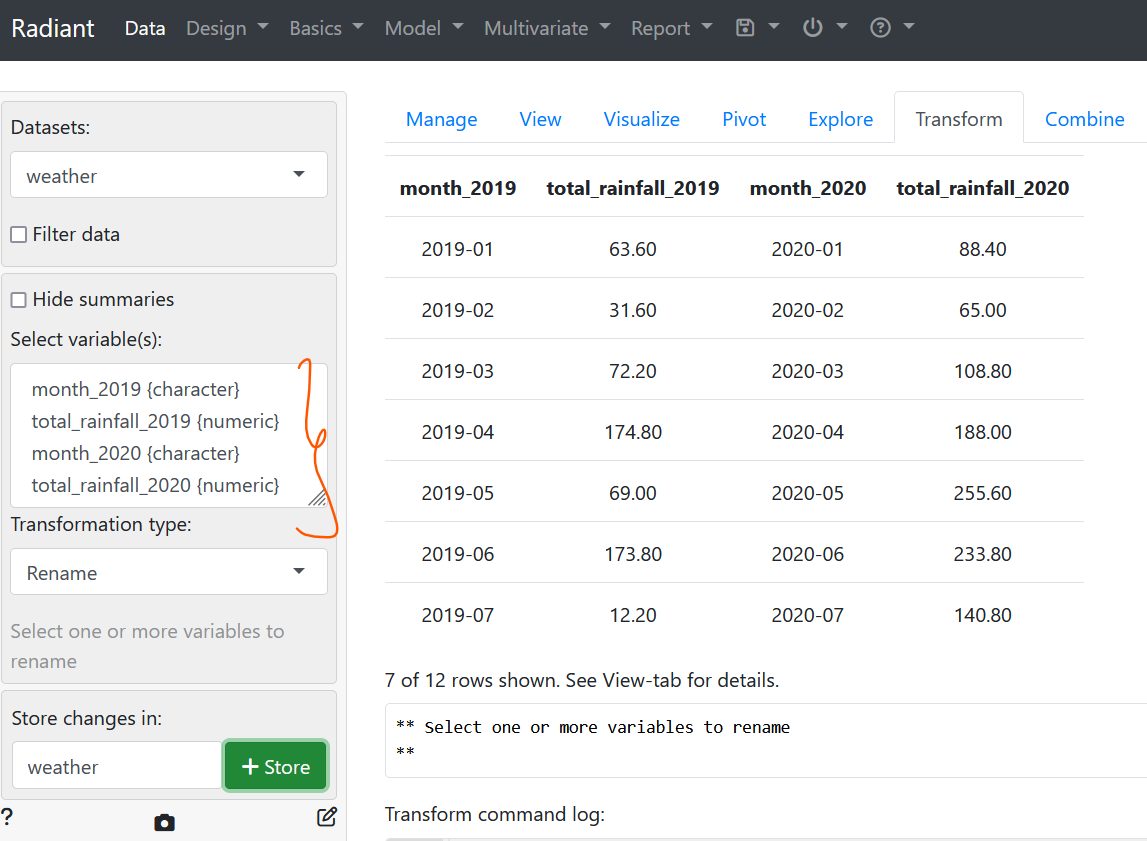 Radiant Data Design Basics Model Multivariate Report
Datasets:
weather
Filter data
Hide summaries
Select variable(s):
month_2019 {character}
total_rainfall_2019 {numeric}
month_2020 {character}
total_rainfall_2020 {numeric}
Transformation type:
Rename
Select one or more variables to
rename
Store changes in:
weather + Store
?
Manage View Visualize Pivot Explore Transform Combine
month_2019 total_rainfall_2019 month_2020 total_rainfall_2020
2019-01 63.60 2020-01 88.40
2019-02 31.60 2020-02 65.00
2019-03 72.20 2020-03 108.80
2019-04 174.80 2020-04 188.00
2019-05 69.00 2020-05 255.60
2019-06 173.80 2020-06 233.80
2019-07 12.20 2020-07 140.80
7 of 12 rows shown. See View-tab for details.
** Select one or more variables to rename
**
Transform command log: